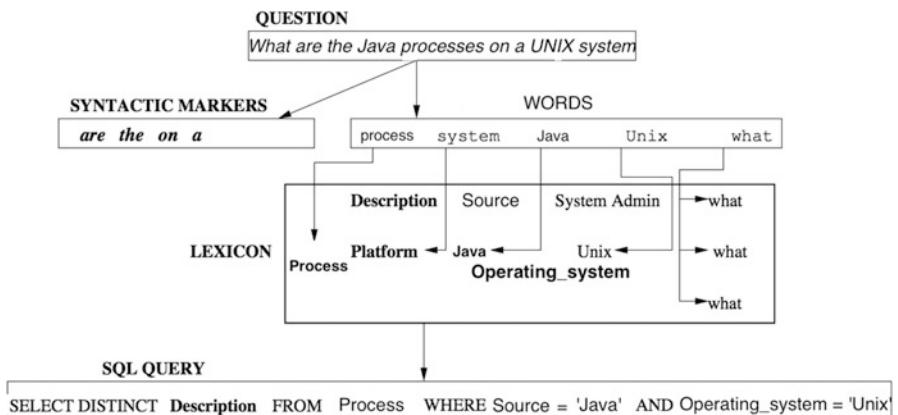 QUESTION
What are the Java processes on a UNIX system
SYNTACTIC MARKERS
WORDS
are the on a
process system Java Unix what
Description Source System Admin what
LEXICON
Process Platform Java Unix what
Operating_system
what
SQL QUERY
SELECT DISTINCT Description FROM Process WHERE Source = 'Java' AND Operating_system = 'Unix'